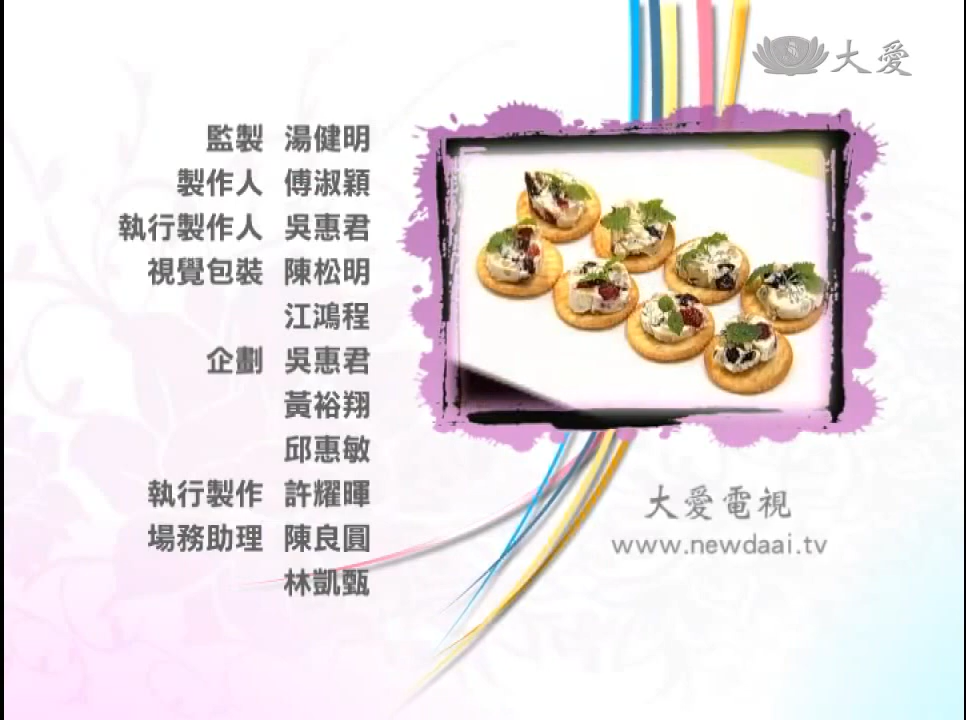 大愛
監製 湯健明
製作人 傅淑穎
執行製作人 吳惠君
視覺包裝 陳松明
江鴻程
企劃 吳惠君
黃裕翔
邱惠敏
執行製作 許耀暉
場務助理 陳良圓
林凱甄
大愛電視
www.newdaai.tv